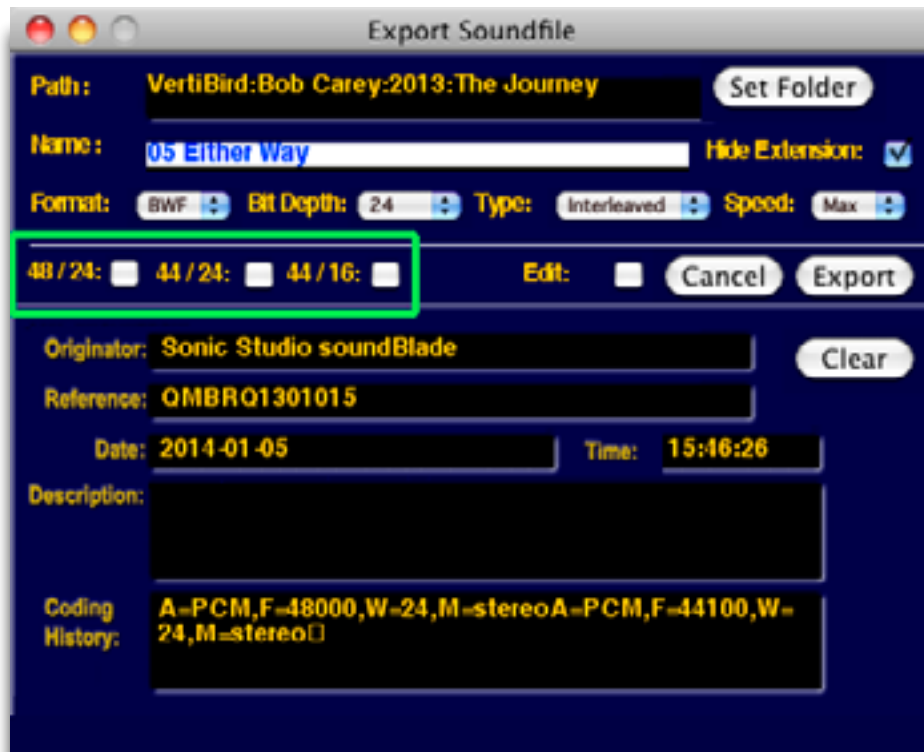 Export Soundfile
Path: VertiBird:Bob Carey:2013:The Journey Set Folder
Name: 05 Either Way Hide Extension:
Format: BWF Bit Depth: 24 Type: Interleaved Speed: Max
48/24: 44/24: 44/16: Edit: Cancel Export
Originator: Sonic Studio soundBlade Clear
Reference: QMBRQ1301015
Date: 2014-01-05 Time: 15:46:26
Description:
Coding History: A=PCM,F=48000,W=24,M=stereoA=PCM,F=44100,W=
24,M=stereo□